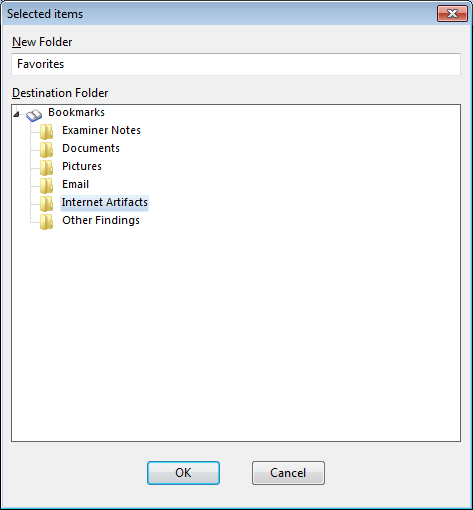 Selected items
New Folder
Favorites
Destination Folder
Bookmarks
Examiner Notes
Documents
Pictures
Email
Internet Artifacts
Other Findings
OK
Cancel